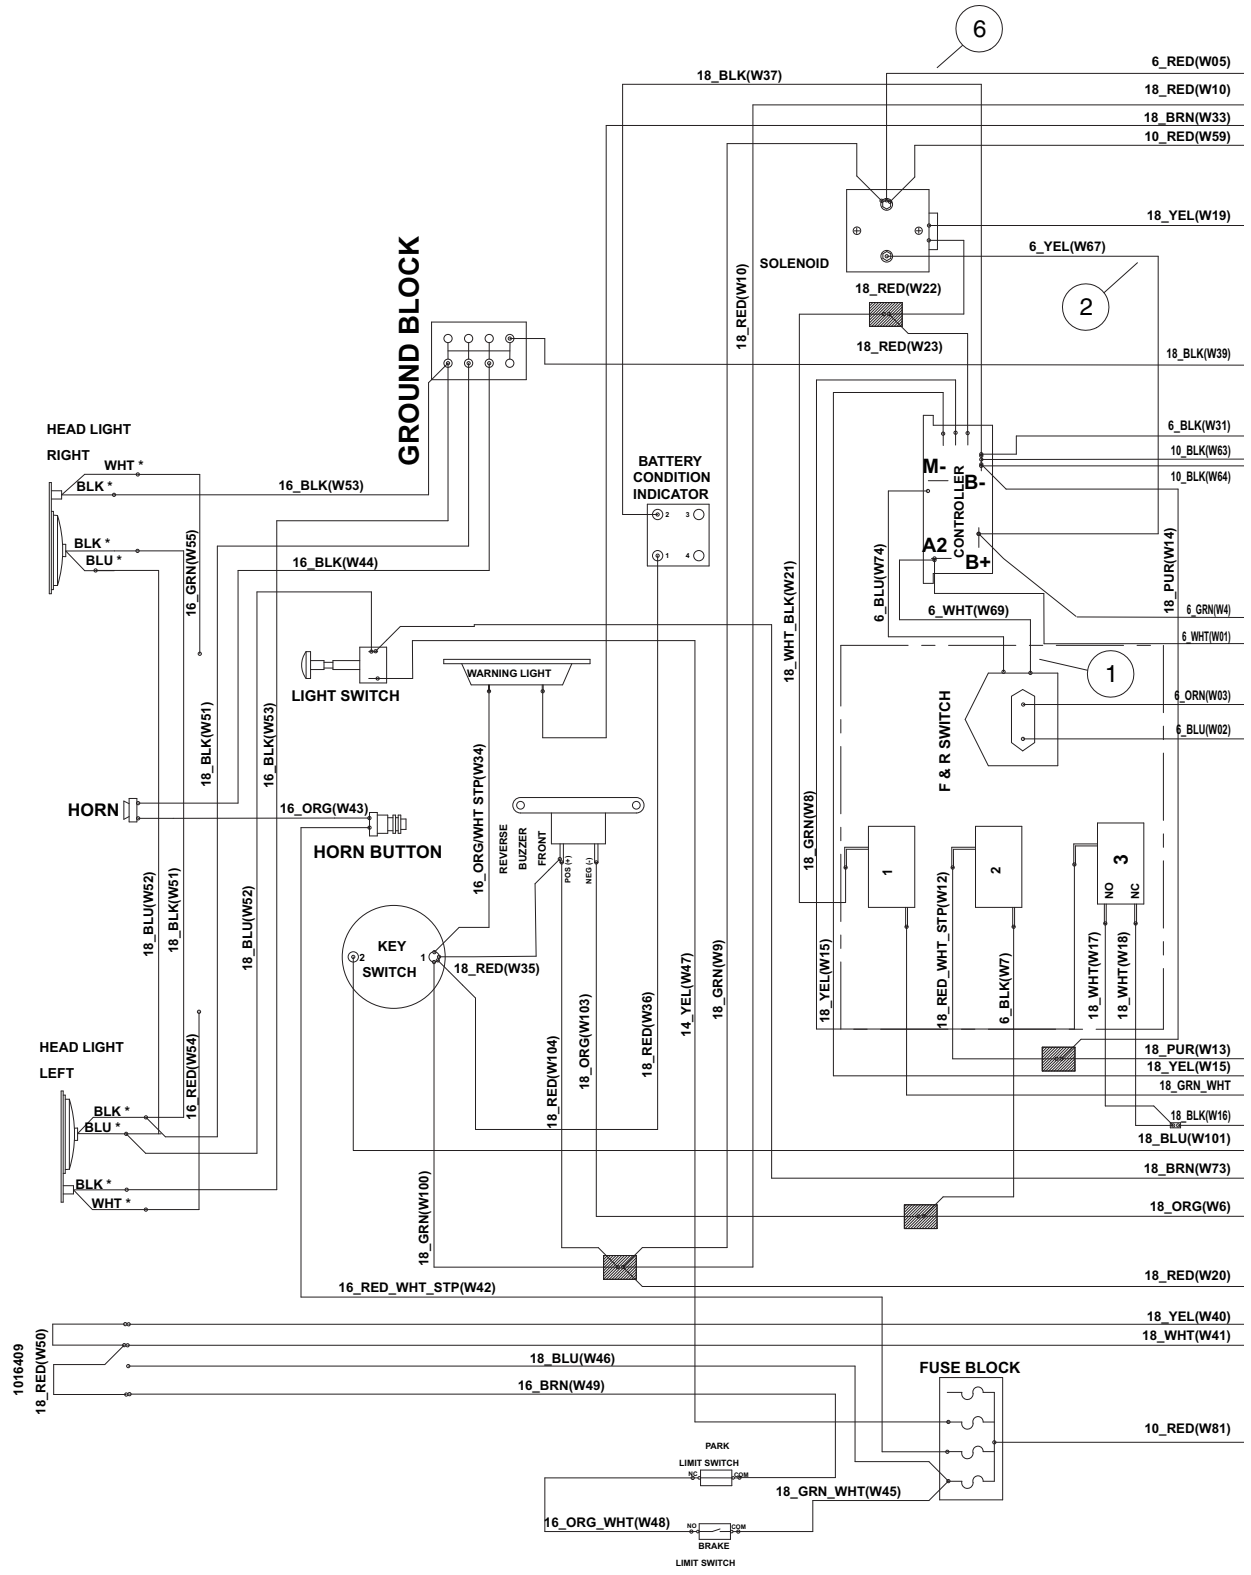 6
6_RED(W05)
18_BLK(W37)
18_RED(W10)
18_BRN(W33)
10_RED(W59)
18_YEL(W19)
6_YEL(W67)
SOLENOID
18_RED(W22)
2
18_RED(W10)
18_RED(W23)
18_BLK(W39)
GROUND BLOCK
HEAD LIGHT
RIGHT
WHT *
BLK *
16_BLK(W53)
BLK *
BLU *
16_GRN(W55)
16_BLK(W44)
BATTERY
CONDITION
INDICATOR
2 3
1 4
6_BLK(W31)
10_BLK(W63)
10_BLK(W64)
M-
B-
CONTROLLER
A2
B+
18_PUR(W14)
6_BLU(W74)
6_WHT(W69)
18_WHT_BLK(W21)
6_GRN(W4)
6_WHT(W01)
1
6_ORN(W03)
6_BLU(W02)
F & R SWITCH
LIGHT SWITCH
WARNING LIGHT
18_BLK(W51)
16_BLK(W53)
16_ORG/WHT STP(W34)
HORN
16_ORG(W43)
HORN BUTTON
REVERSE
BUZZER
FRONT
POS (+)
NEG (-)
18_GRN(W8)
1
2
3
NO
NC
18_BLU(W52)
18_BLK(W51)
18_BLU(W52)
2
KEY
SWITCH
1
18_RED(W35)
18_ORG(W103)
18_RED(W104)
18_RED(W36)
14_YEL(W47)
18_GRN(W9)
18_YEL(W15)
18_RED_WHT_STP(W12)
6_BLK(W7)
18_WHT(W17)
18_WHT(W18)
HEAD LIGHT
LEFT
16_RED(W54)
BLK *
BLU *
BLK *
WHT *
18_PUR(W13)
18_YEL(W15)
18_GRN_WHT
18_BLK(W16)
18_BLU(W101)
18_BRN(W73)
18_ORG(W6)
18_GRN(W100)
16_RED_WHT_STP(W42)
18_RED(W20)
18_YEL(W40)
18_WHT(W41)
1016409
18_RED(W50)
18_BLU(W46)
16_BRN(W49)
FUSE BLOCK
10_RED(W81)
PARK
LIMIT SWITCH
NC
COM
18_GRN_WHT(W45)
16_ORG_WHT(W48)
NO
COM
BRAKE
LIMIT SWITCH